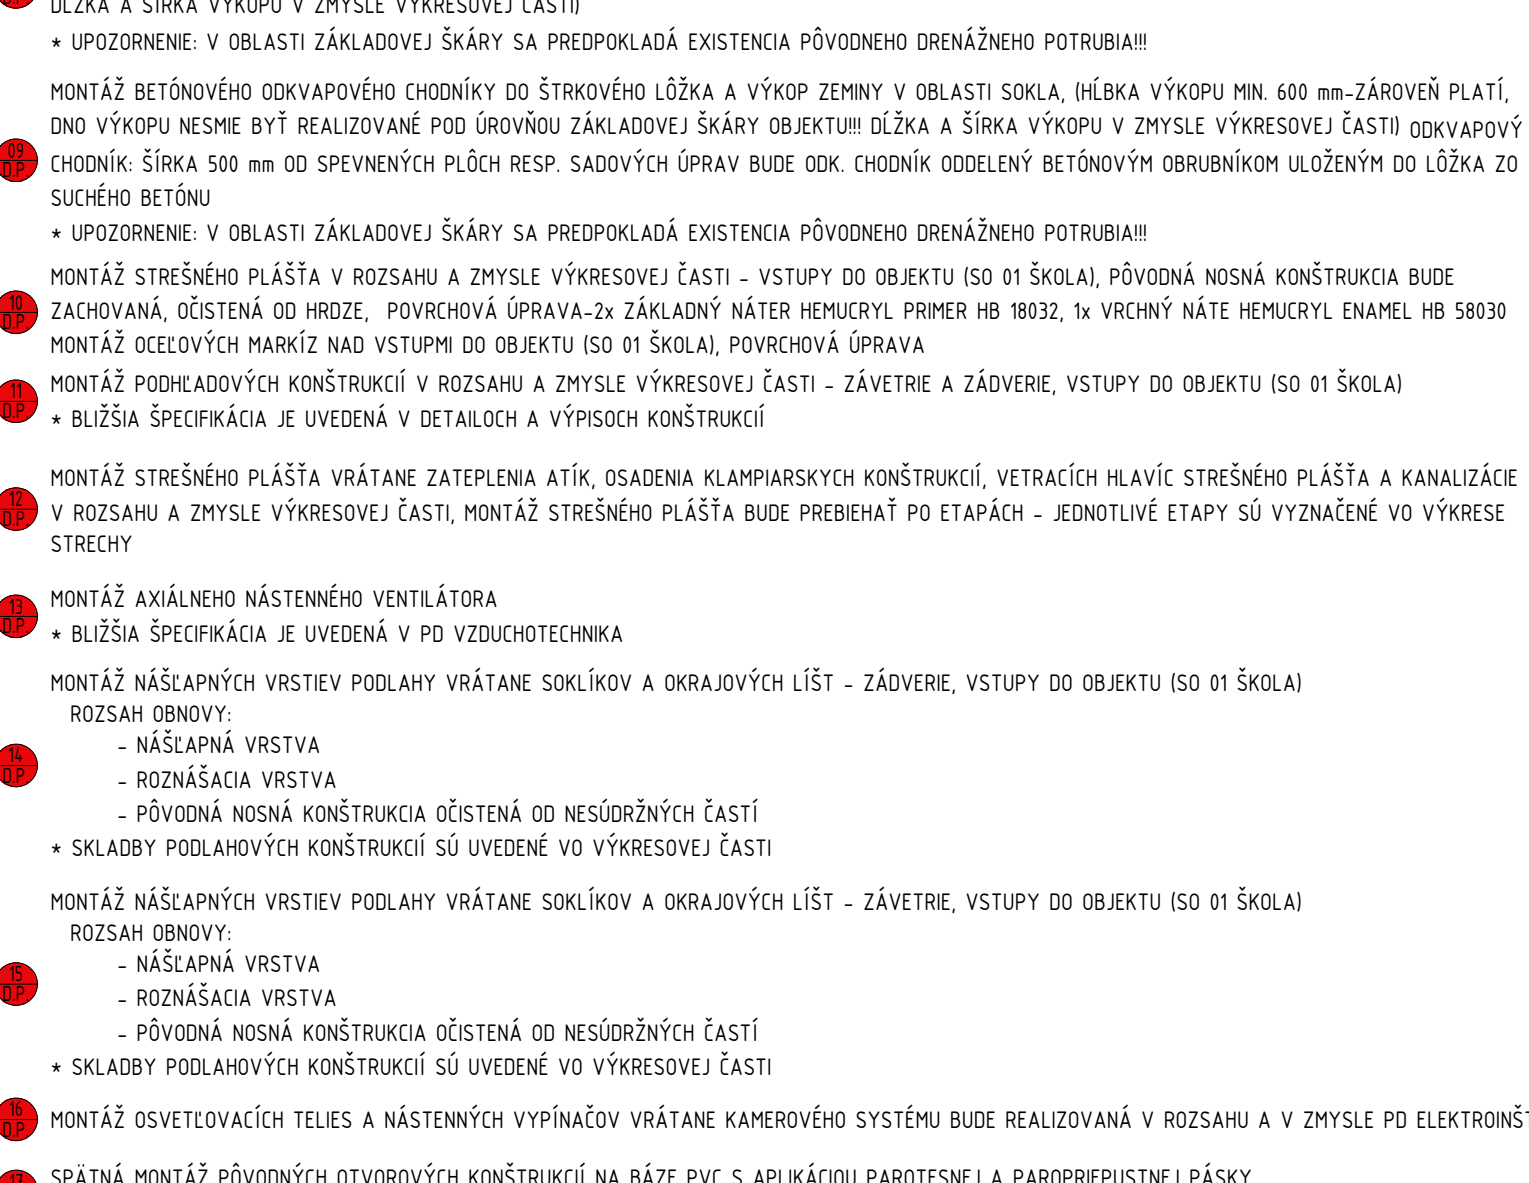 DĹŽKA A ŠÍRKA VÝKOPU V ZMYSLE VÝKRESOVEJ ČASTI)
* UPOZORNENIE: V OBLASTI ZÁKLADOVEJ ŠKÁRY SA PREDPOKLADÁ EXISTENCIA PÔVODNEHO DRENÁŽNEHO POTRUBIA!!!
MONTÁŽ BETÓNOVÉHO ODKVAPOVÉHO CHODNÍKY DO ŠTRKOVÉHO LÔŽKA A VÝKOP ZEMINY V OBLASTI SOKLA, (HĹBKA VÝKOPU MIN. 600 mm-ZÁROVEŇ PLATÍ,
DNO VÝKOPU NESMIE BYŤ REALIZOVANÉ POD ÚROVŇOU ZÁKLADOVEJ ŠKÁRY OBJEKTU!!! DĹŽKA A ŠÍRKA VÝKOPU V ZMYSLE VÝKRESOVEJ ČASTI) ODKVAPOVÝ
09
D.P.
CHODNÍK: ŠÍRKA 500 mm OD SPEVNENÝCH PLÔCH RESP. SADOVÝCH ÚPRAV BUDE ODK. CHODNÍK ODDELENÝ BETÓNOVÝM OBRUBNÍKOM ULOŽENÝM DO LÔŽKA ZO
SUCHÉHO BETÓNU
* UPOZORNENIE: V OBLASTI ZÁKLADOVEJ ŠKÁRY SA PREDPOKLADÁ EXISTENCIA PÔVODNEHO DRENÁŽNEHO POTRUBIA!!!
MONTÁŽ STREŠNÉHO PLÁŠŤA V ROZSAHU A ZMYSLE VÝKRESOVEJ ČASTI - VSTUPY DO OBJEKTU (SO 01 ŠKOLA), PÔVODNÁ NOSNÁ KONŠTRUKCIA BUDE
10
D.P.
ZACHOVANÁ, OČISTENÁ OD HRDZE, POVRCHOVÁ ÚPRAVA-2x ZÁKLADNÝ NÁTER HEMUCRYL PRIMER HB 18032, 1x VRCHNÝ NÁTE HEMUCRYL ENAMEL HB 58030
MONTÁŽ OCEĽOVÝCH MARKÍZ NAD VSTUPMI DO OBJEKTU (SO 01 ŠKOLA), POVRCHOVÁ ÚPRAVA
11
D.P.
MONTÁŽ PODHĽADOVÝCH KONŠTRUKCIÍ V ROZSAHU A ZMYSLE VÝKRESOVEJ ČASTI - ZÁVETRIE A ZÁDVERIE, VSTUPY DO OBJEKTU (SO 01 ŠKOLA)
* BLIŽŠIA ŠPECIFIKÁCIA JE UVEDENÁ V DETAILOCH A VÝPISOCH KONŠTRUKCIÍ
MONTÁŽ STREŠNÉHO PLÁŠŤA VRÁTANE ZATEPLENIA ATÍK, OSADENIA KLAMPIARSKYCH KONŠTRUKCIÍ, VETRACÍCH HLAVÍC STREŠNÉHO PLÁŠŤA A KANALIZÁCIE
12
D.P.
V ROZSAHU A ZMYSLE VÝKRESOVEJ ČASTI, MONTÁŽ STREŠNÉHO PLÁŠŤA BUDE PREBIEHAŤ PO ETAPÁCH - JEDNOTLIVÉ ETAPY SÚ VYZNAČENÉ VO VÝKRESE
STRECHY
13
D.P.
MONTÁŽ AXIÁLNEHO NÁSTENNÉHO VENTILÁTORA
* BLIŽŠIA ŠPECIFIKÁCIA JE UVEDENÁ V PD VZDUCHOTECHNIKA
MONTÁŽ NÁŠĽAPNÝCH VRSTIEV PODLAHY VRÁTANE SOKLÍKOV A OKRAJOVÝCH LÍŠT - ZÁDVERIE, VSTUPY DO OBJEKTU (SO 01 ŠKOLA)
ROZSAH OBNOVY:
- NÁŠĽAPNÁ VRSTVA
14
D.P.
- ROZNÁŠACIA VRSTVA
- PÔVODNÁ NOSNÁ KONŠTRUKCIA OČISTENÁ OD NESÚDRŽNÝCH ČASTÍ
* SKLADBY PODLAHOVÝCH KONŠTRUKCIÍ SÚ UVEDENÉ VO VÝKRESOVEJ ČASTI
MONTÁŽ NÁŠĽAPNÝCH VRSTIEV PODLAHY VRÁTANE SOKLÍKOV A OKRAJOVÝCH LÍŠT - ZÁVETRIE, VSTUPY DO OBJEKTU (SO 01 ŠKOLA)
ROZSAH OBNOVY:
- NÁŠĽAPNÁ VRSTVA
15
D.P.
- ROZNÁŠACIA VRSTVA
- PÔVODNÁ NOSNÁ KONŠTRUKCIA OČISTENÁ OD NESÚDRŽNÝCH ČASTÍ
* SKLADBY PODLAHOVÝCH KONŠTRUKCIÍ SÚ UVEDENÉ VO VÝKRESOVEJ ČASTI
16
D.P.
MONTÁŽ OSVETĽOVACÍCH TELIES A NÁSTENNÝCH VYPÍNAČOV VRÁTANE KAMEROVÉHO SYSTÉMU BUDE REALIZOVANÁ V ROZSAHU A V ZMYSLE PD
17
SPÄTNÁ MONTÁŽ PÔVODNÝCH OTVOROVÝCH KONŠTRUKCIÍ NA BÁZE PVC S APLIKÁCIOU PAROTESNEJ A PAROPRIEPUSTNEJ PÁSKY